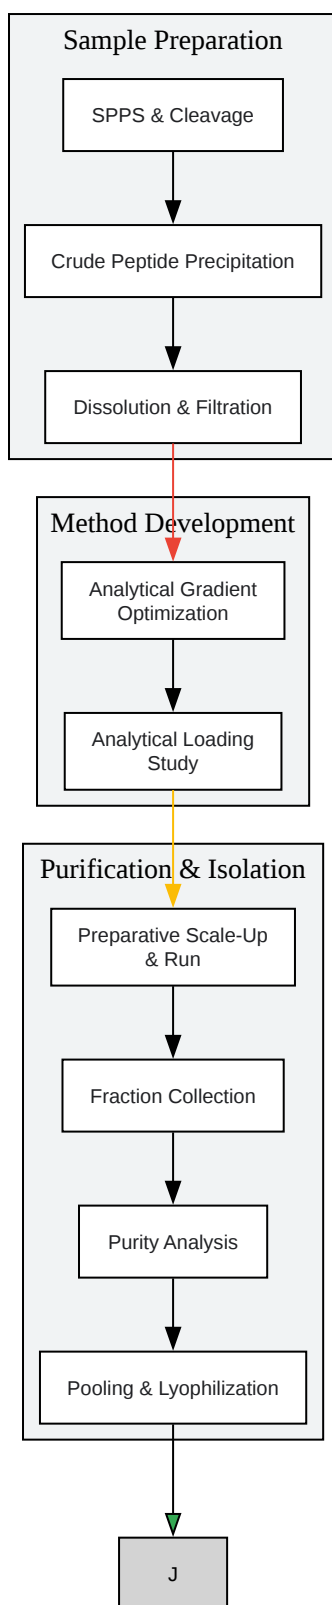 Sample Preparation
SPPS & Cleavage
Crude Peptide Precipitation
Dissolution & Filtration
Method Development
Analytical Gradient
Optimization
Analytical Loading
Study
Purification & Isolation
Preparative Scale-Up
& Run
Fraction Collection
Purity Analysis
Pooling & Lyophilization
J